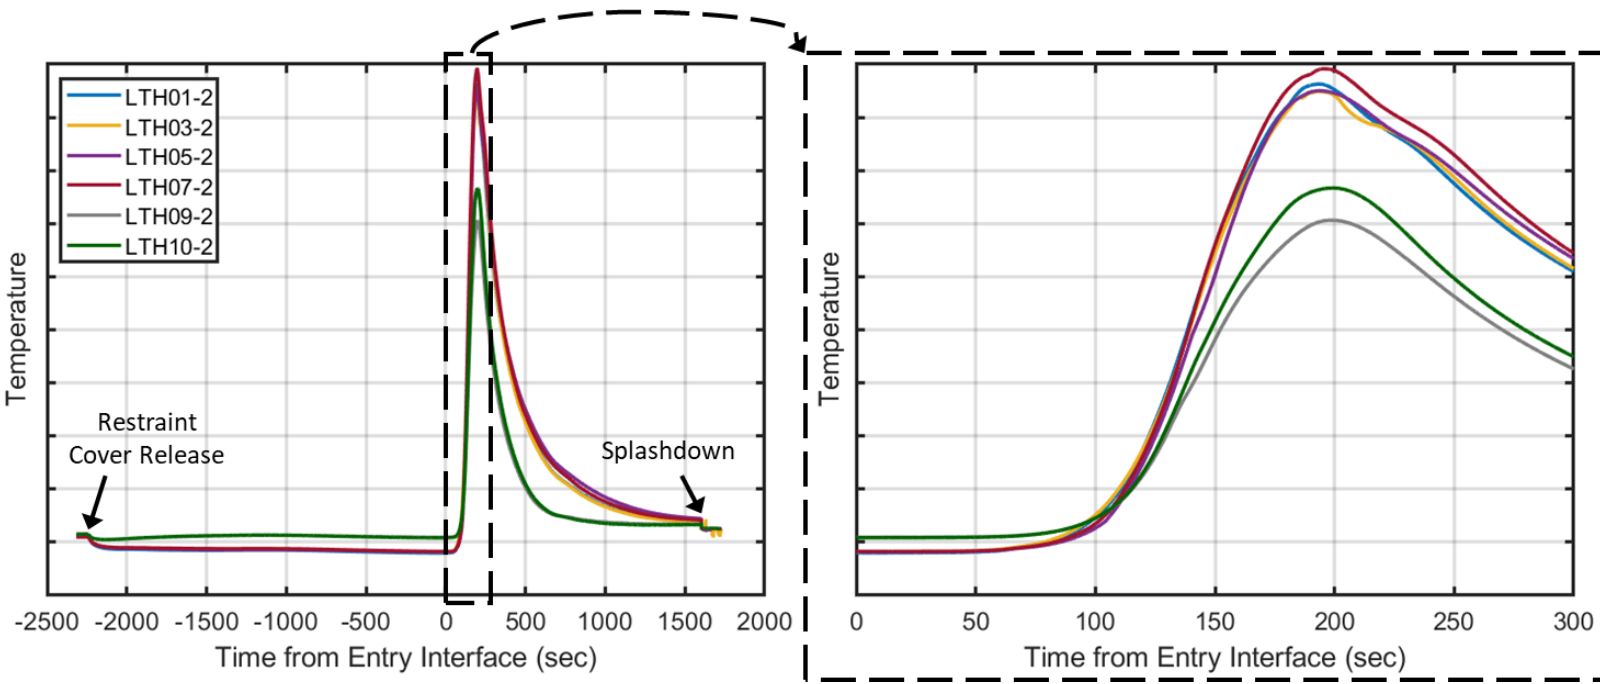 LTH01-2
LTH03-2
LTH05-2
LTH07-2
LTH09-2
LTH10-2
Temperature
Restraint
Cover Release
Splashdown
-2500 -2000 -1500 -1000 -500 0 500 1000 1500 2000
Time from Entry Interface (sec)
Temperature
0 50 100 150 200 250 300
Time from Entry Interface (sec)